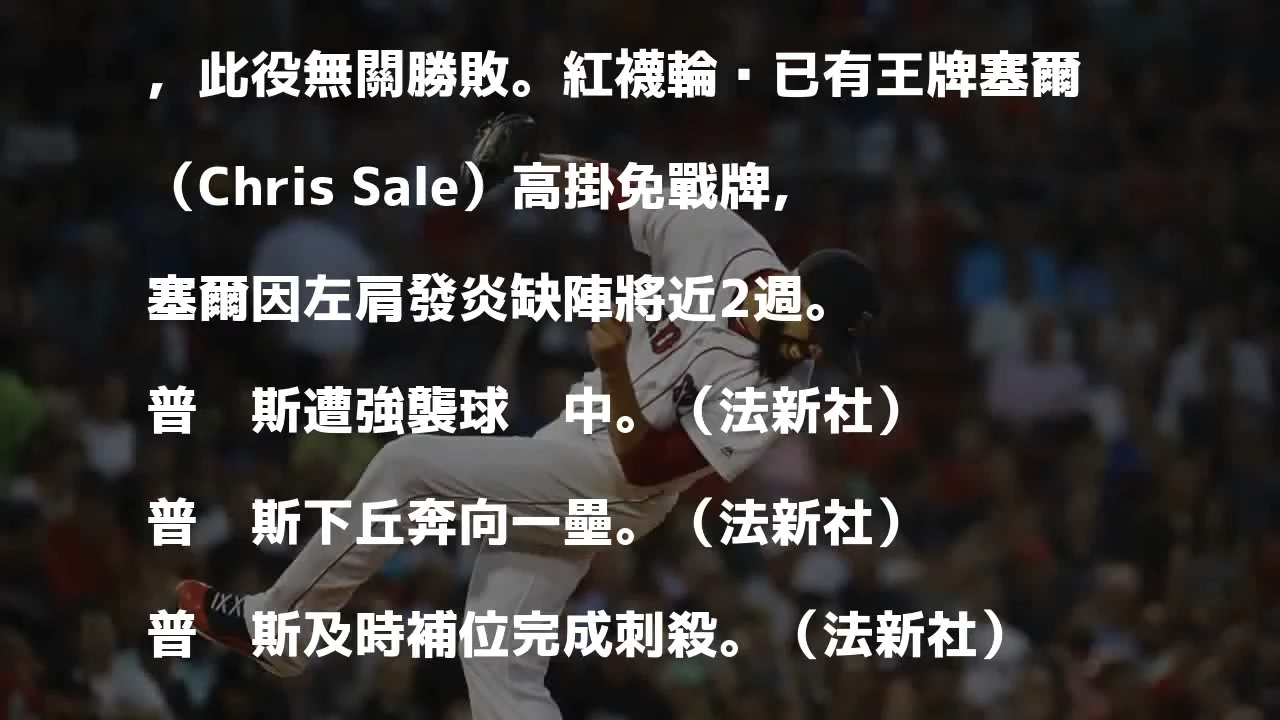 ，此役無關勝敗。紅襪輪▪已有王牌塞爾
（Chris Sale）高掛免戰牌，
塞爾因左肩發炎缺陣將近2週。
普　斯遭強襲球　中。（法新社）
普　斯下丘奔向一壘。（法新社）
普　斯及時補位完成刺殺。（法新社）